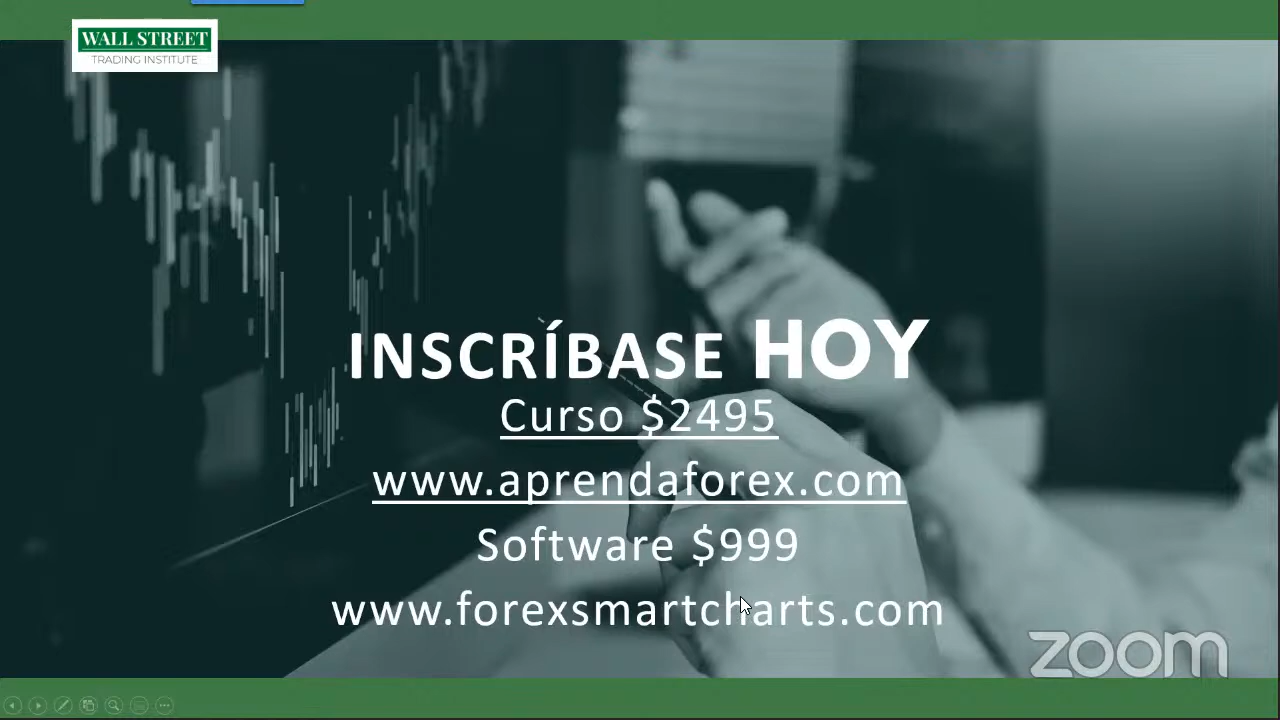 WALL STREET
TRADING INSTITUTE
INSCRÍBASE HOY
Curso $2495
www.aprendaforex.com
Software $999
www.forexsmartcharts.com
zoom